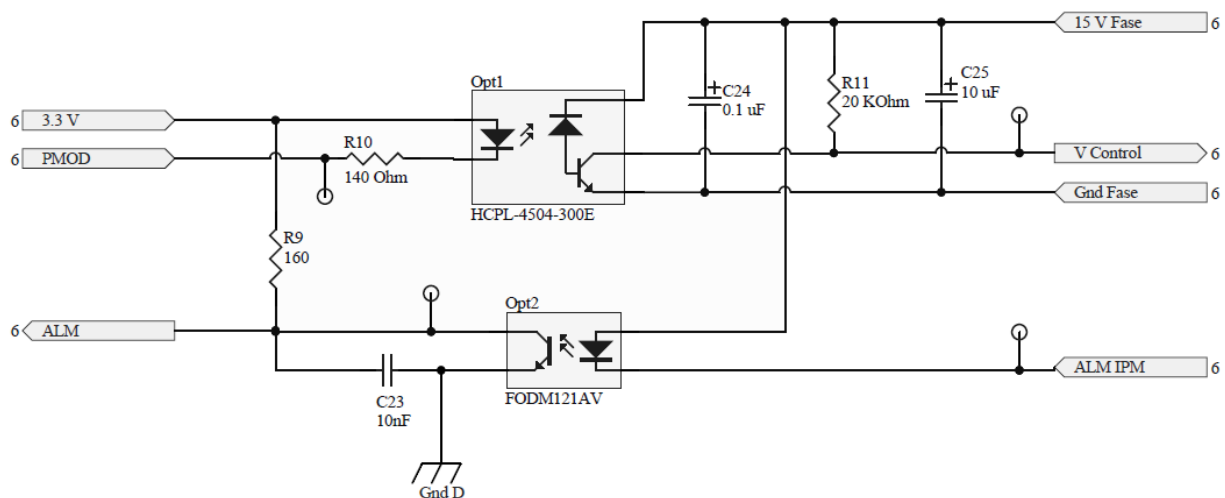 15 V Fase 6
Opt1
C24
0.1 uF
R11
20 KOhm
C25
10 uF
6 3.3 V
R10
140 Ohm
6 PMOD
V Control 6
Gnd Fase 6
HCPL-4504-300E
R9
160
Opt2
6 ALM
ALM IPM 6
C23
10nF
FODM121AV
Gnd D